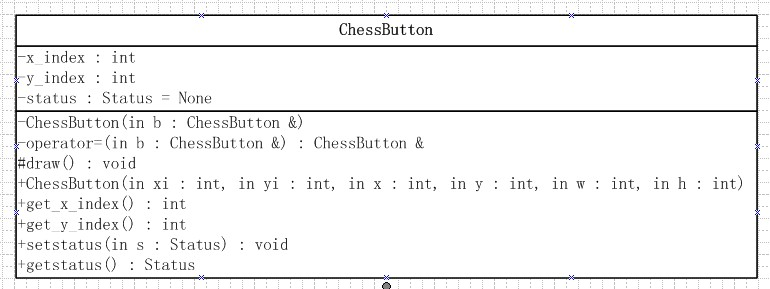 ChessButton
-x_index : int
-y_index : int
-status : Status = None
-ChessButton(in b : ChessButton &)
-operator=(in b : ChessButton &) : ChessButton &
#draw() : void
+ChessButton(in xi : int, in yi : int, in x : int, in y : int, in w : int, in h : int)
+get_x_index() : int
+get_y_index() : int
+setstatus(in s : Status) : void
+getstatus() : Status